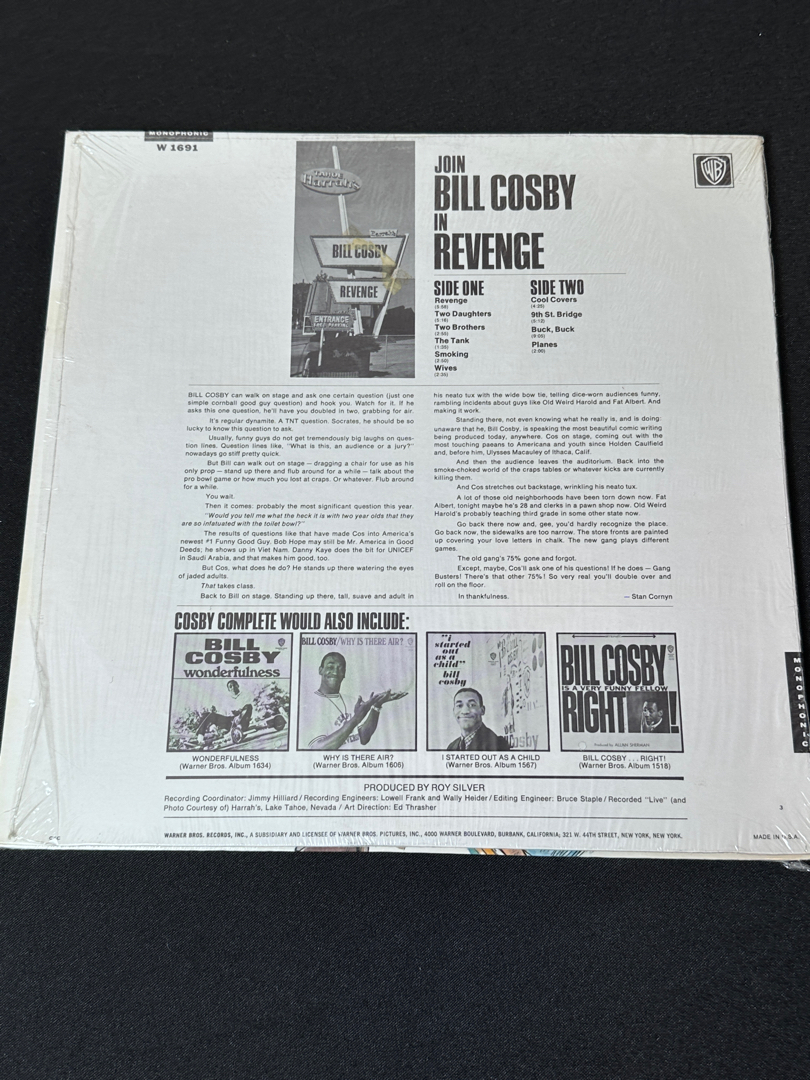 MONOPHONIC
W 1691
TAHOE
Harrah's
BILL COSBY
REVENGE
ENTRANCE
JOIN
BILL COSBY
IN
REVENGE
WB
SIDE ONE
Revenge
Two Daughters
Two Brothers
The Tank
Smoking
Wives
SIDE TWO
Cool Covers
9th St. Bridge
Buck, Buck
Planes
BILL COSBY can walk on stage and ask one certain question (just one
simple cornball good guy question) and hook you. Watch for it. If he
asks this one question, he'll have you doubled in two, grabbing for air.
It's regular dynamite. A TNT question. Socrates, he should be so
lucky to know this question to ask.
Usually, funny guys do not get tremendously big laughs on ques-
tion lines. Question lines like, "What is this, an audience or a jury?"
nowadays go stiff pretty quick.
But Bill can walk out on stage — dragging a chair for use as his
only prop — stand up there and flub around for a while — talk about the
pro bowl game or how much you lost at craps. Or whatever. Flub around
for a while.
You wait.
Then it comes: probably the most significant question this year.
"Would you tell me what the heck it is with two year olds that they
are so infatuated with the toilet bowl?"
The results of questions like that have made Cos into America's
newest #1 Funny Good Guy. Bob Hope may still be Mr. America in Good
Deeds; he shows up in Viet Nam. Danny Kaye does the bit for UNICEF
in Saudi Arabia, and that makes him good, too.
But Cos, what does he do? He stands up there watering the eyes
of jaded adults.
That takes class.
Back to Bill on stage. Standing up there, tall, suave and adult in
his neato tux with the wide bow tie, telling dice-worn audiences funny,
rambling incidents about guys like Old Weird Harold and Fat Albert. And
making it work.
Standing there, not even knowing what he really is, and is doing:
unaware that he, Bill Cosby, is speaking the most beautiful comic writing
being produced today, anywhere. Cos on stage, coming out with the
most touching paeans to Americana and youth since Holden Caulfield
and, before him, Ulysses Macauley of Ithaca, Calif.
And then the audience leaves the auditorium. Back into the
smoke-choked world of the craps tables or whatever kicks are currently
killing them.
And Cos stretches out backstage, wrinkling his neato tux.
A lot of those old neighborhoods have been torn down now. Fat
Albert, tonight maybe he's 28 and clerks in a pawn shop now. Old Weird
Harold's probably teaching third grade in some other state now.
Go back there now and, gee, you'd hardly recognize the place.
Go back now, the sidewalks are too narrow. The store fronts are painted
up covering your love letters in chalk. The new gang plays different
games.
The old gang's 75% gone and forgot.
Except, maybe, Cos'll ask one of his questions! If he does — Gang
Busters! There's that other 75%! So very real you'll double over and
roll on the floor.
In thankfulness.
— Stan Cornyn
COSBY COMPLETE WOULD ALSO INCLUDE:
BILL
COSBY
wonderfulness
BILL COSBY/WHY IS THERE AIR?
"i
started
out
as a
child"
bill
cosby
BILL COSBY
IS A VERY FUNNY FELLOW
RIGHT!
Produced by ALLAN SHERMAN
WONDERFULNESS
(Warner Bros. Album 1634)
WHY IS THERE AIR?
(Warner Bros. Album 1606)
I STARTED OUT AS A CHILD
(Warner Bros. Album 1567)
BILL COSBY . . . RIGHT!
(Warner Bros. Album 1518)
PRODUCED BY ROY SILVER
Recording Coordinator: Jimmy Hilliard / Recording Engineers: Lowell Frank and Wally Heider / Editing Engineer: Bruce Staple / Recorded "Live" (and
Photo Courtesy of) Harrah's, Lake Tahoe, Nevada / Art Direction: Ed Thrasher
WARNER BROS. RECORDS, INC., A SUBSIDIARY AND LICENSEE OF WARNER BROS. PICTURES, INC., 4000 WARNER BOULEVARD, BURBANK, CALIFORNIA; 321 W. 44TH STREET, NEW YORK, NEW YORK.
MONOPHONIC
3
MADE IN U.S.A.